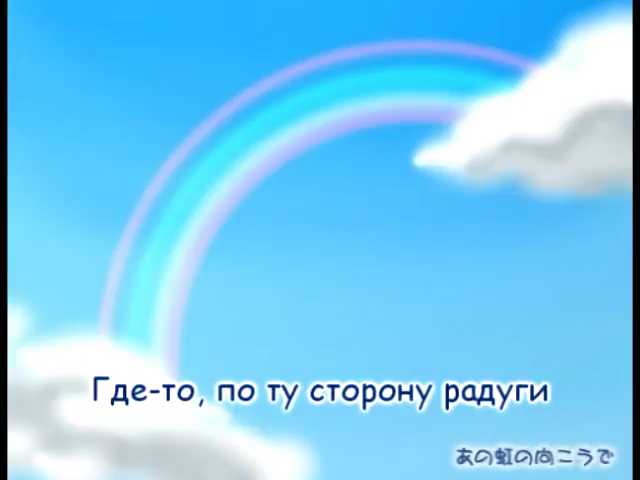 Где-то, по ту сторону радуги
あの虹の向こうで